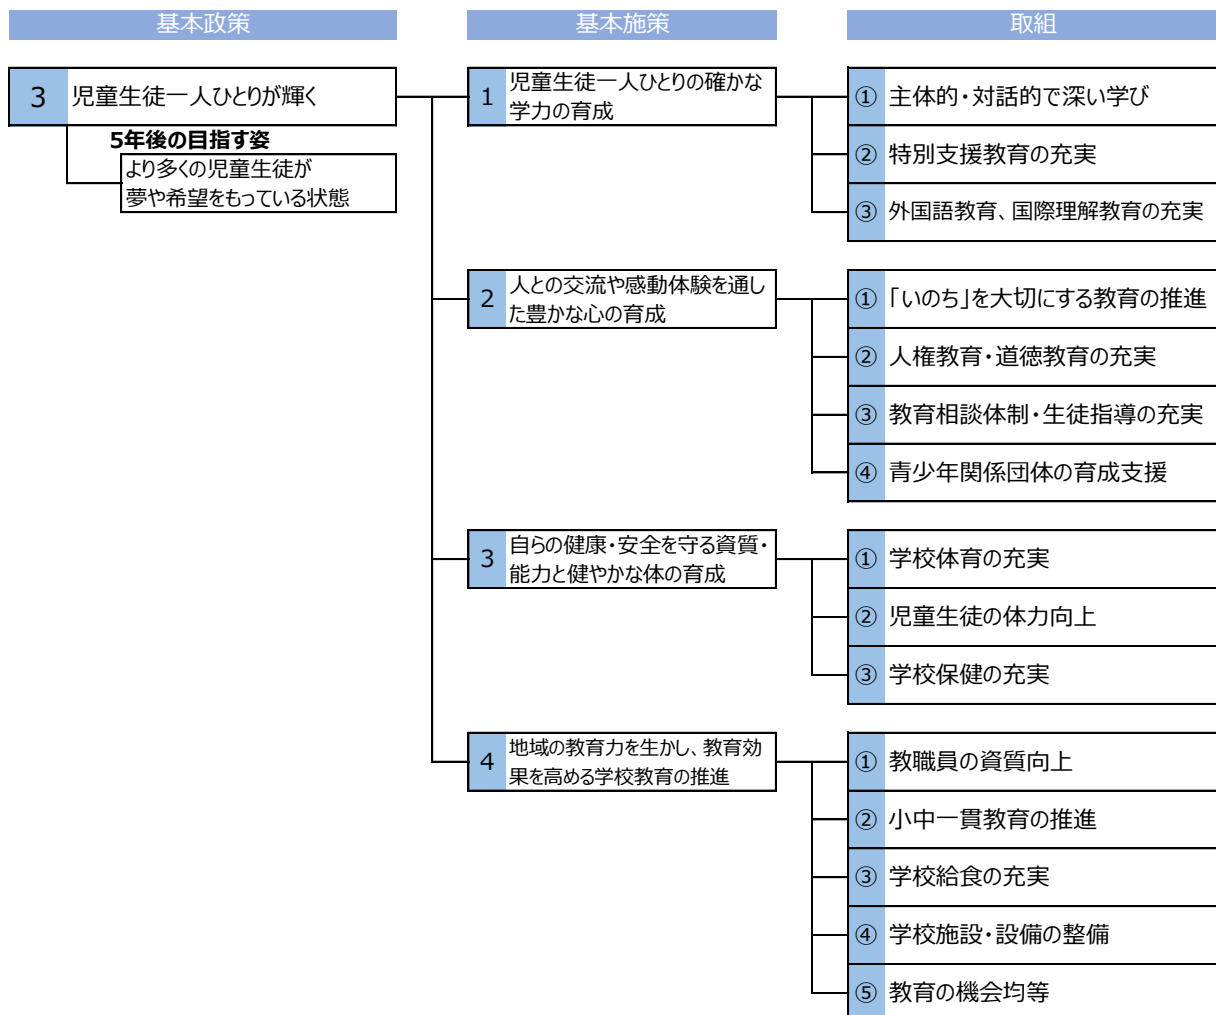 基本政策
基本施策
取組
3 児童生徒一人ひとりが輝く
5年後の目指す姿
より多くの児童生徒が
夢や希望をもっている状態
1 児童生徒一人ひとりの確かな
学力の育成
① 主体的・対話的で深い学び
② 特別支援教育の充実
③ 外国語教育、国際理解教育の充実
2 人との交流や感動体験を通し
た豊かな心の育成
① 「いのち」を大切にする教育の推進
② 人権教育・道徳教育の充実
③ 教育相談体制・生徒指導の充実
④ 青少年関係団体の育成支援
3 自らの健康・安全を守る資質・
能力と健やかな体の育成
① 学校体育の充実
② 児童生徒の体力向上
③ 学校保健の充実
4 地域の教育力を生かし、教育効
果を高める学校教育の推進
① 教職員の資質向上
② 小中一貫教育の推進
③ 学校給食の充実
④ 学校施設・設備の整備
⑤ 教育の機会均等